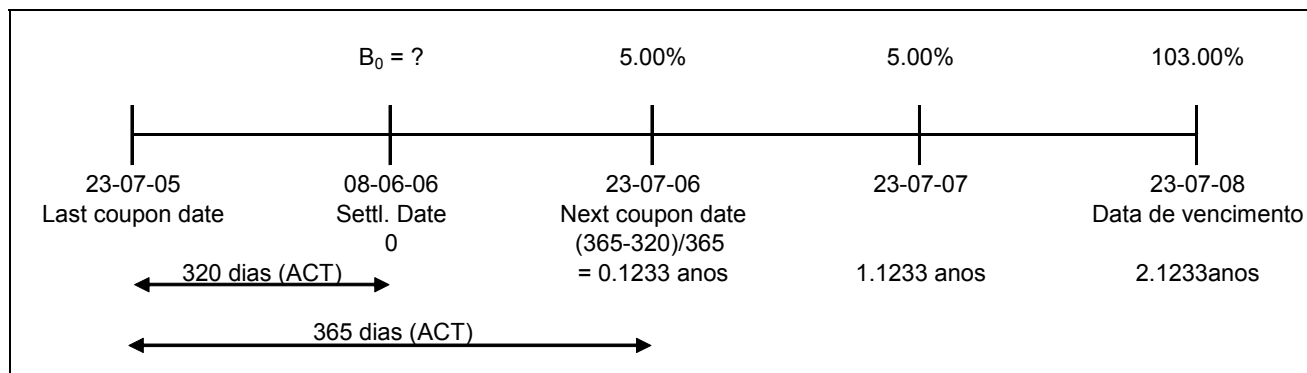 B₀ = ? 5.00% 5.00% 103.00%
23-07-05 08-06-06 23-07-06 23-07-07 23-07-08
Last coupon date Settl. Date Next coupon date Data de vencimento
0 (365-320)/365
320 dias (ACT) = 0.1233 anos 1.1233 anos 2.1233anos
365 dias (ACT)